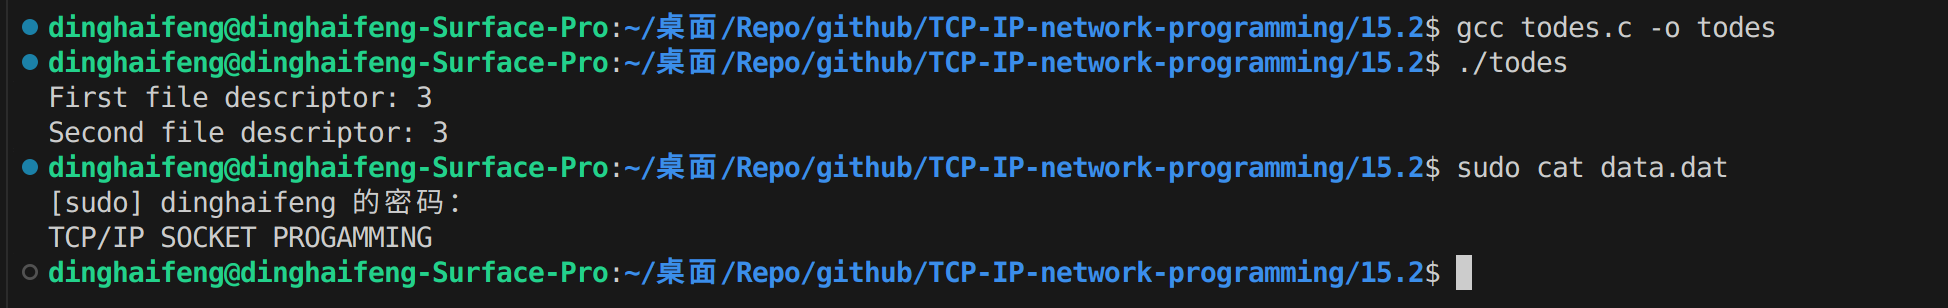 dinghaifeng@dinghaifeng-Surface-Pro:~/桌面/Repo/github/TCP-IP-network-programming/15.2$ gcc todes.c -o todes
dinghaifeng@dinghaifeng-Surface-Pro:~/桌面/Repo/github/TCP-IP-network-programming/15.2$ ./todes
First file descriptor: 3
Second file descriptor: 3
dinghaifeng@dinghaifeng-Surface-Pro:~/桌面/Repo/github/TCP-IP-network-programming/15.2$ sudo cat data.dat
[sudo] dinghaifeng 的密码：
TCP/IP SOCKET PROGAMMING
dinghaifeng@dinghaifeng-Surface-Pro:~/桌面/Repo/github/TCP-IP-network-programming/15.2$